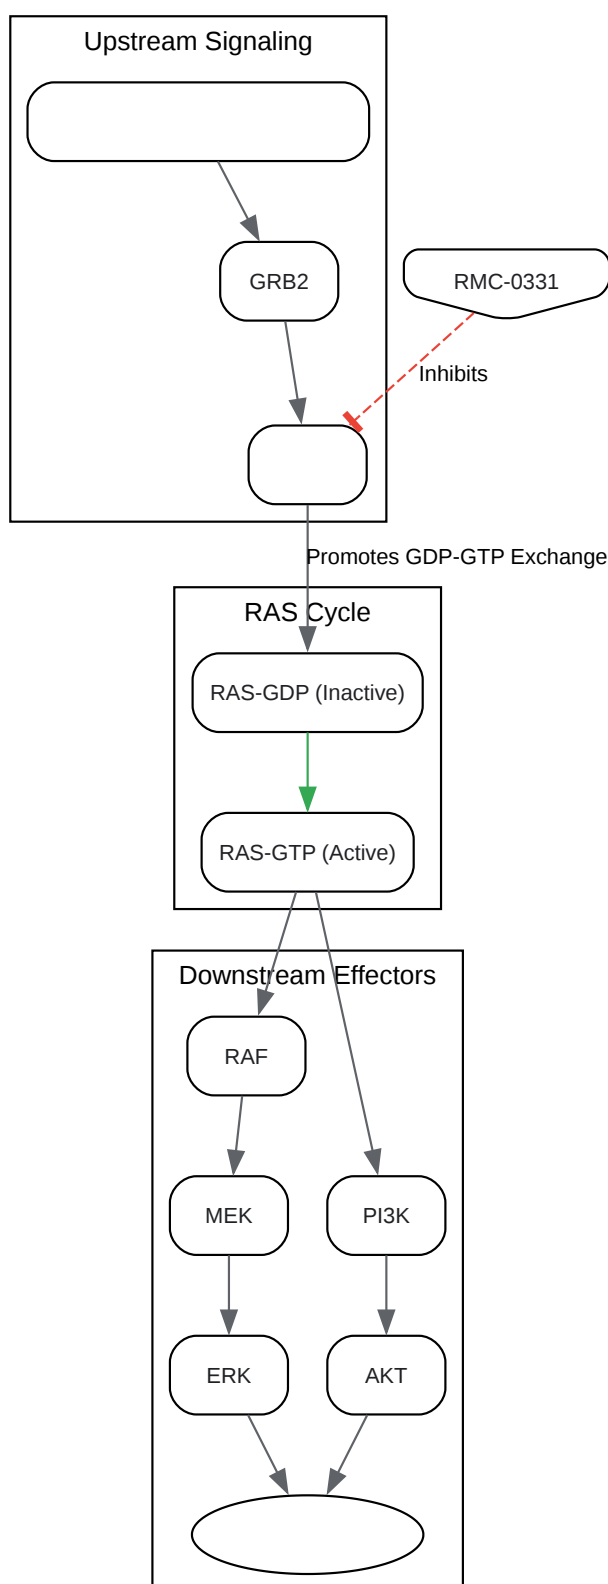 Upstream Signaling
GRB2
RMC-0331
Inhibits
Promotes GDP-GTP Exchange
RAS Cycle
RAS-GDP (Inactive)
RAS-GTP (Active)
Downstream Effectors
RAF
MEK
PI3K
ERK
AKT